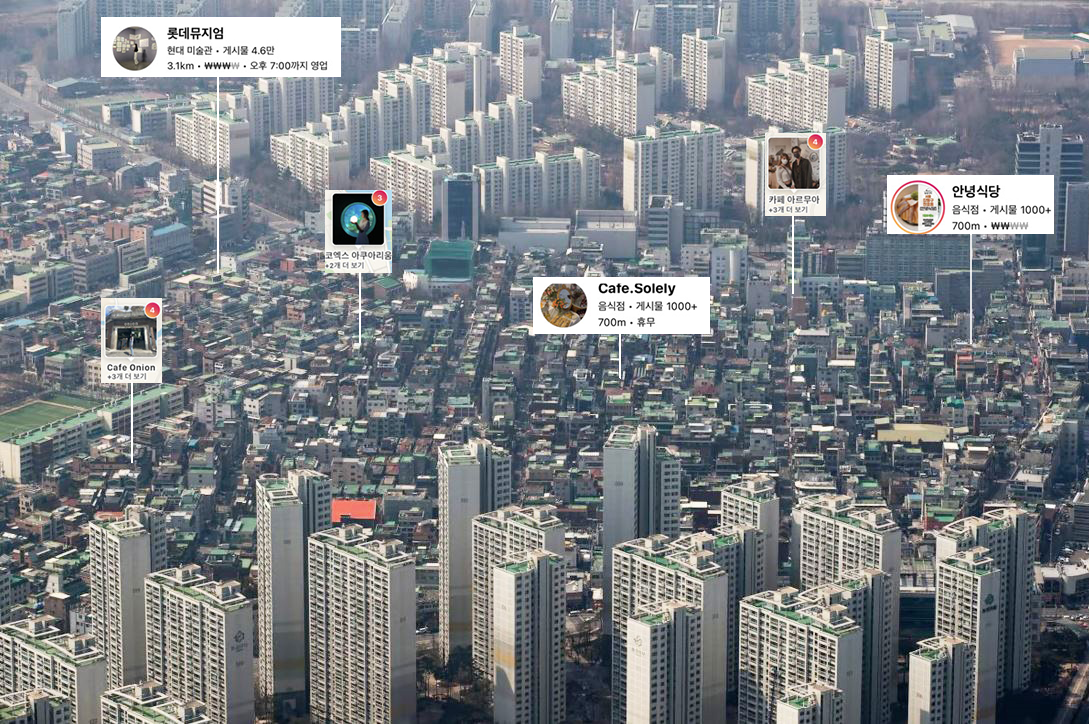 롯데뮤지엄
현대 미술관 • 게시물 4.6만
3.1km • ₩₩₩₩ • 오후 7:00까지 영업
4
카페 아르무아
+3개 더 보기
안녕식당
음식점 • 게시물 1000+
700m • ₩₩₩₩
3
코엑스 아쿠아리움
+2개 더 보기
Cafe.Solely
음식점 • 게시물 1000+
700m • 휴무
4
Cafe Onion
+3개 더 보기